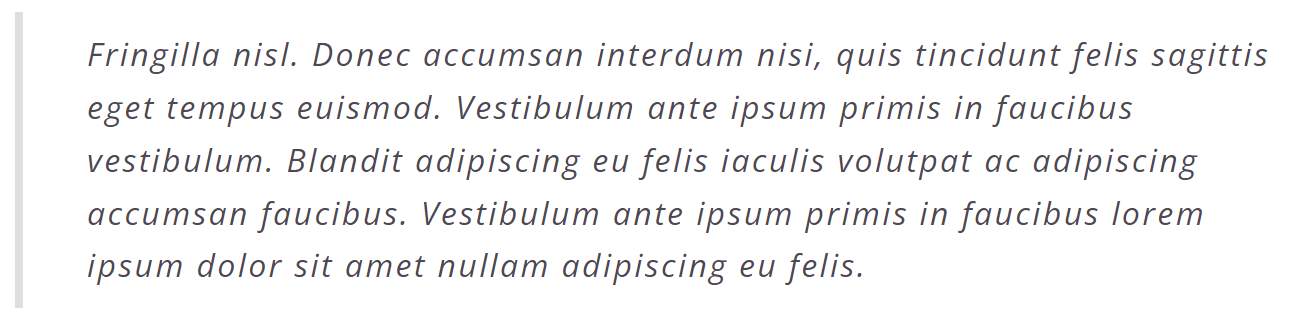 Fringilla nisl. Donec accumsan interdum nisi, quis tincidunt felis sagittis
eget tempus euismod. Vestibulum ante ipsum primis in faucibus
vestibulum. Blandit adipiscing eu felis iaculis volutpat ac adipiscing
accumsan faucibus. Vestibulum ante ipsum primis in faucibus lorem
ipsum dolor sit amet nullam adipiscing eu felis.